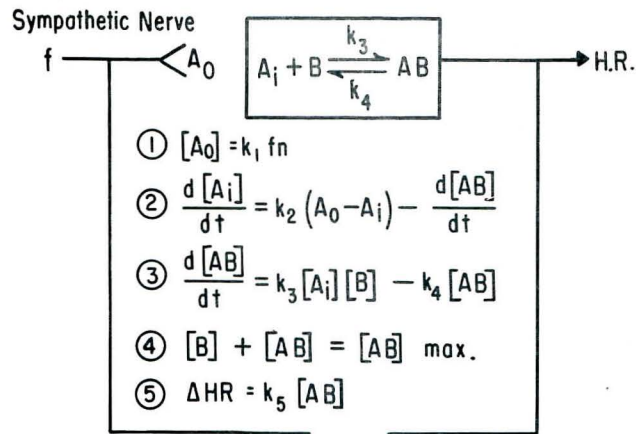 Sympathetic Nerve
f A₀ Aᵢ + B k₃ ⇌ k₄ AB H.R.
① [A₀] = k₁ fn
② d[Aᵢ]/dt = k₂ (A₀-Aᵢ) - d[AB]/dt
③ d[AB]/dt = k₃ [Aᵢ][B] - k₄ [AB]
④ [B] + [AB] = [AB] max.
⑤ ΔHR = k₅ [AB]